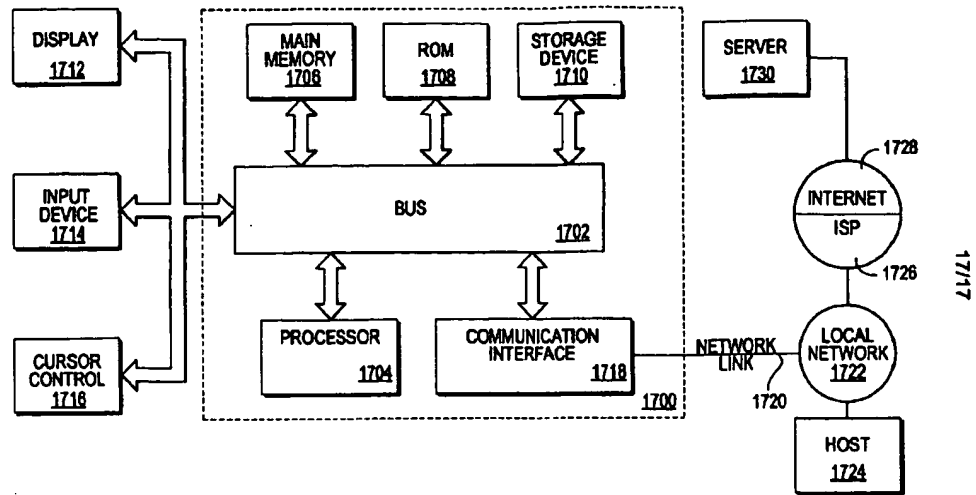 DISPLAY
1712
INPUT
DEVICE
1714
CURSOR
CONTROL
1716
MAIN
MEMORY
1706
ROM
1708
STORAGE
DEVICE
1710
BUS
1702
PROCESSOR
1704
COMMUNICATION
INTERFACE
1718
1700
SERVER
1730
1728
INTERNET
ISP
1726
NETWORK
LINK
1720
LOCAL
NETWORK
1722
HOST
1724
17/17